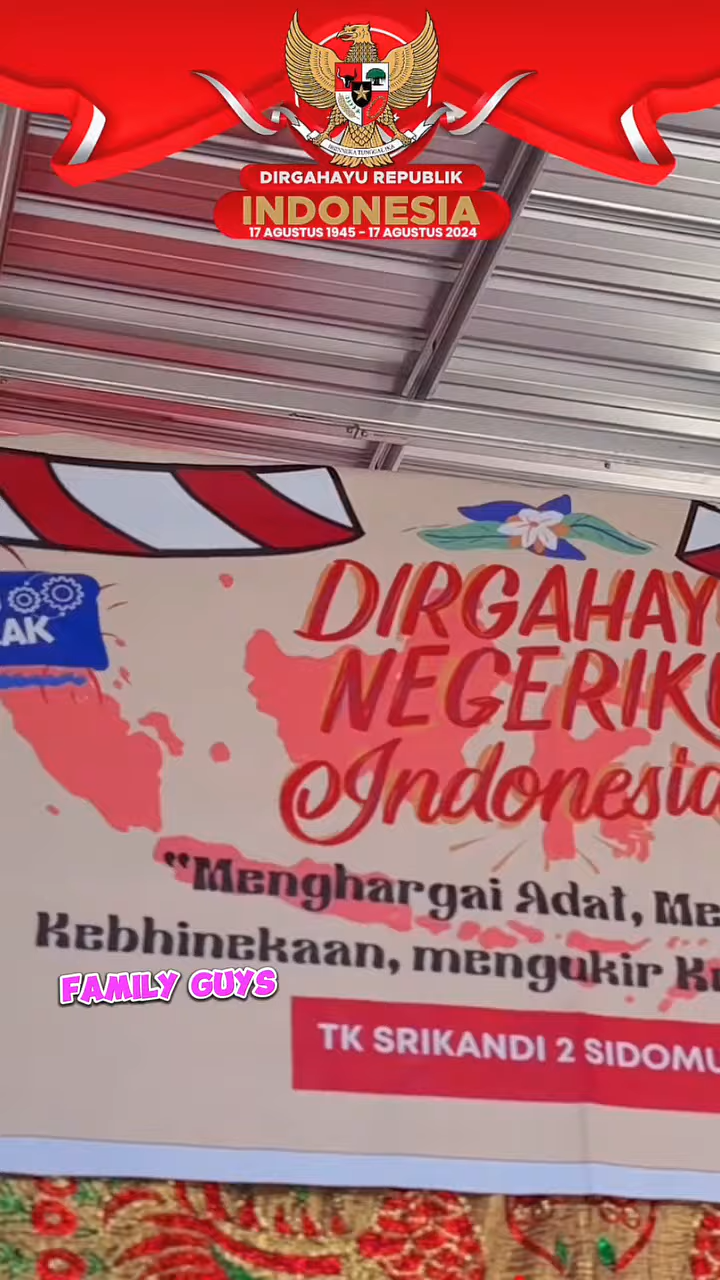 BHINNEKA TUNGGAL IKA
DIRGAHAYU REPUBLIK
INDONESIA
17 AGUSTUS 1945 - 17 AGUSTUS 2024
AK
DIRGAHAY
NEGERIK
Indonesia
"Menghargai Adat, Me
Kebhinekaan, mengukir K
FAMILY GUYS
TK SRIKANDI 2 SIDOMU